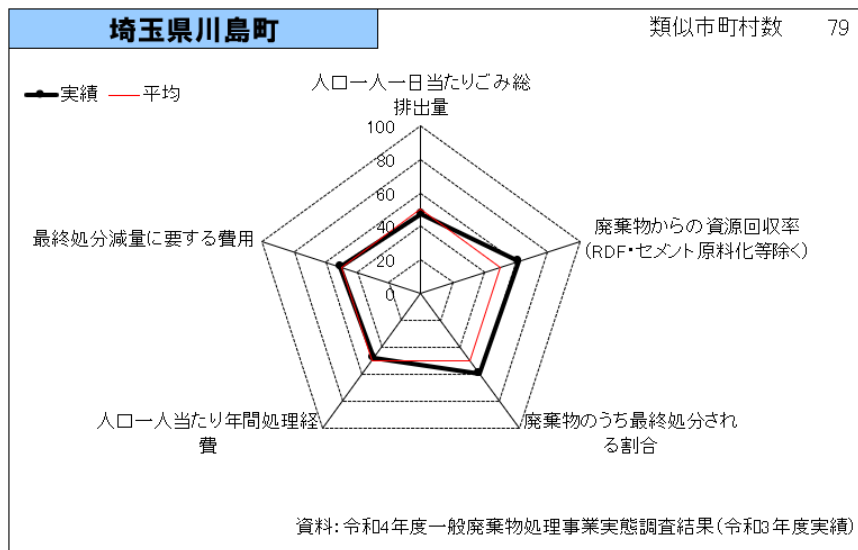 埼玉県川島町
類似市町村数 79
実績 平均
人口一人一日当たりごみ総
排出量
100
80
60
40
20
0
廃棄物からの資源回収率
(RDF・セメント原料化等除く)
最終処分減量に要する費用
人口一人当たり年間処理経
費
廃棄物のうち最終処分され
る割合
資料:令和4年度一般廃棄物処理事業実態調査結果(令和3年度実績)